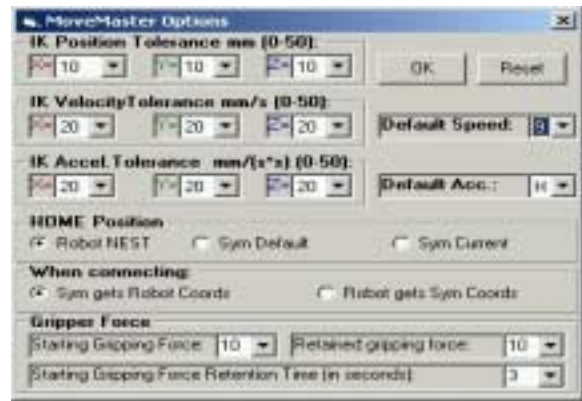 MoveMaster Options
IK Position Tolerance mm (0-50):
X= 10 Y= 10 Z= 10
OK Reset
IK VelocityTolerance mm/s (0-50):
X= 20 Y= 20 Z= 20
Default Speed:
IK Accel.Tolerance mm/(s*s) (0-50):
X= 20 Y= 20 Z= 20
Default Acc.: H
HOME Position
Robot NEST Sym Default Sym Current
When connecting:
Sym gets Robot Coords Robot gets Sym Coords
Gripper Force
Starting Gripping Force: 10 Retained gripping force: 10
Starting Gripping Force Retention Time (in seconds) 3